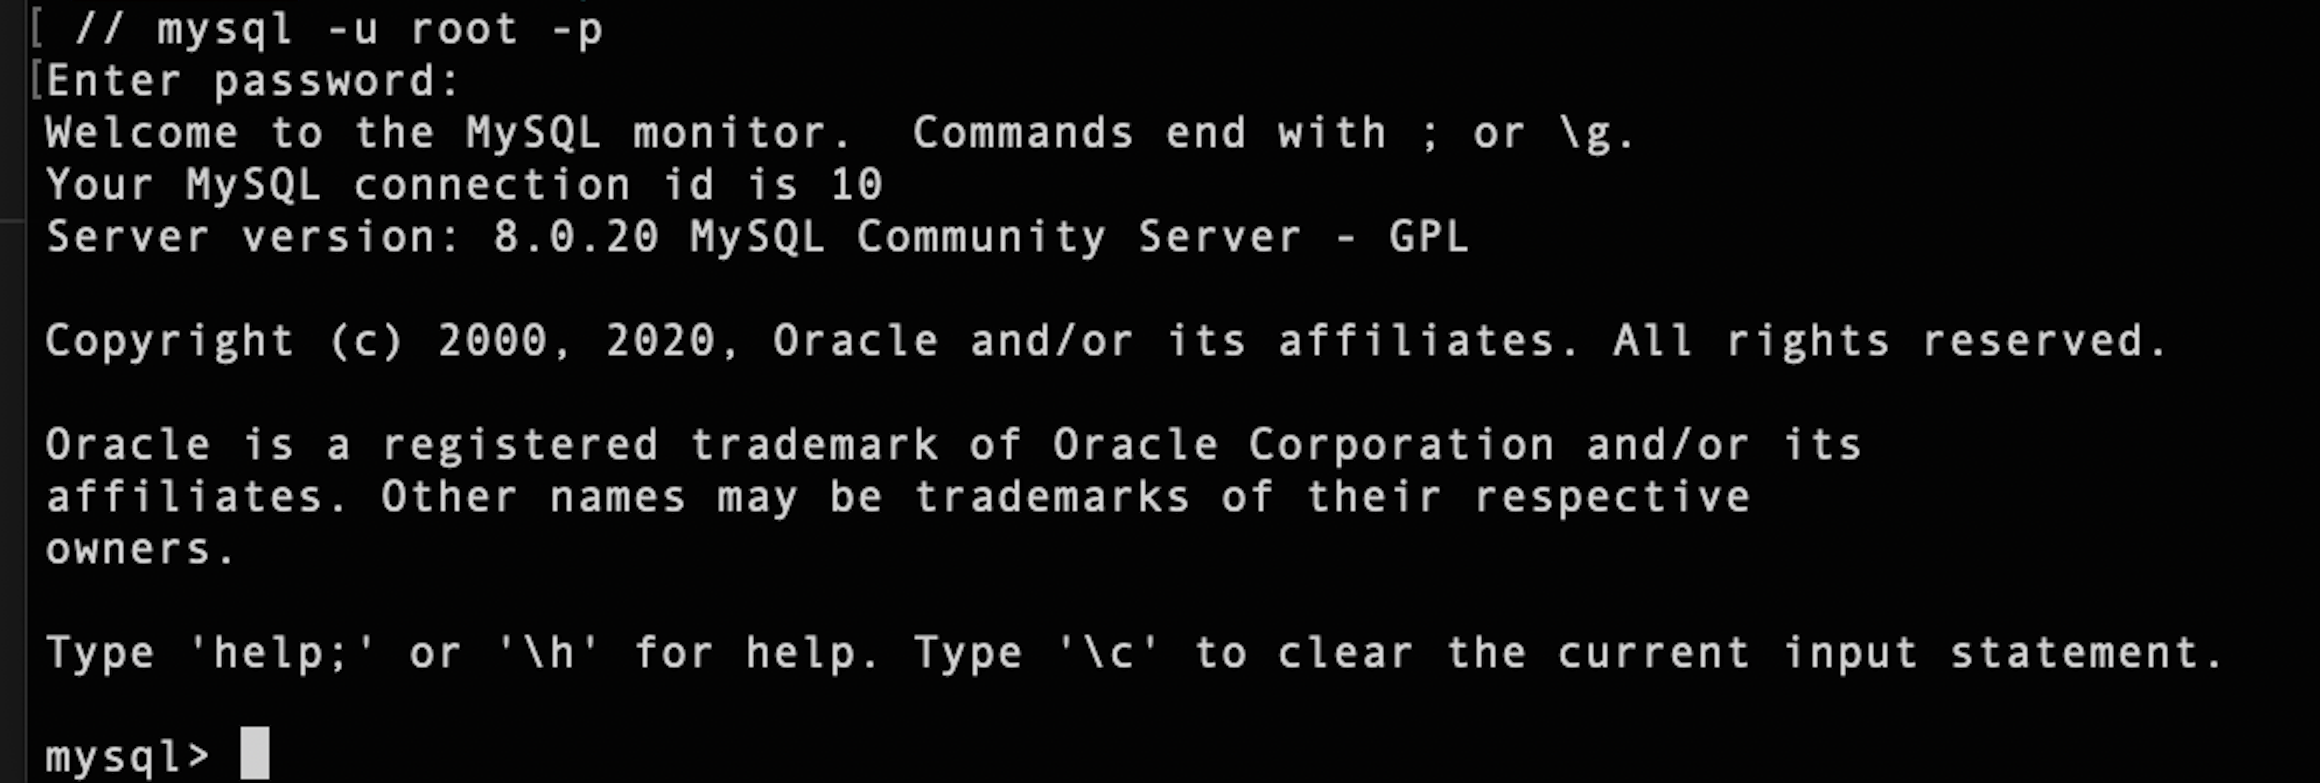 [ // mysql -u root -p
[Enter password:
Welcome to the MySQL monitor.  Commands end with ; or \g.
Your MySQL connection id is 10
Server version: 8.0.20 MySQL Community Server - GPL

Copyright (c) 2000, 2020, Oracle and/or its affiliates. All rights reserved.

Oracle is a registered trademark of Oracle Corporation and/or its
affiliates. Other names may be trademarks of their respective
owners.

Type 'help;' or '\h' for help. Type '\c' to clear the current input statement.

mysql>